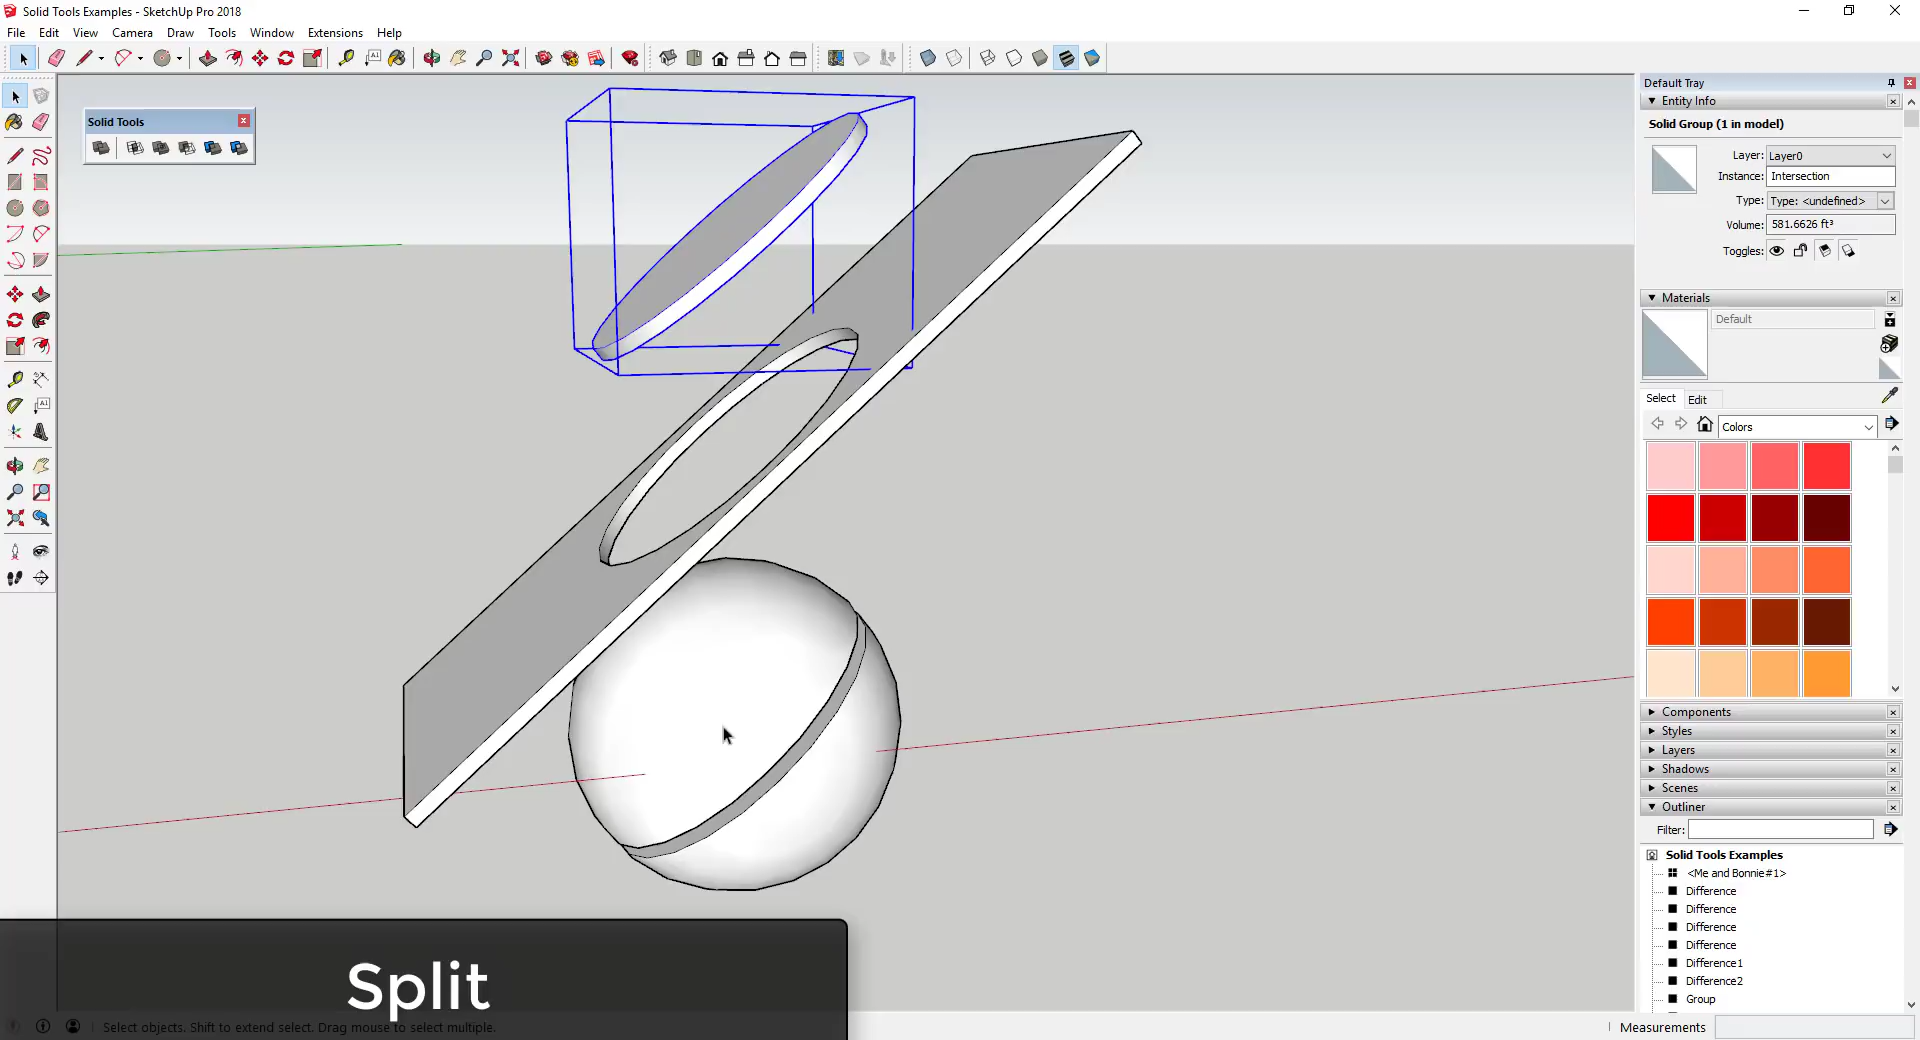 Solid Tools Examples - SketchUp Pro 2018
File Edit View Camera Draw Tools Window Extensions Help
Solid Tools
Default Tray
Entity Info
Solid Group (1 in model)
Layer: Layer0
Instance: Intersection
Type: Type: <undefined>
Volume: 581.6626 ft³
Toggles:
Materials
Default
Select Edit
Colors
Components
Styles
Layers
Shadows
Scenes
Outliner
Filter:
Solid Tools Examples
<Me and Bonnie#1>
Difference
Difference
Difference
Difference
Difference1
Difference2
Group
Split
Select objects. Shift to extend select. Drag mouse to select multiple.
Measurements